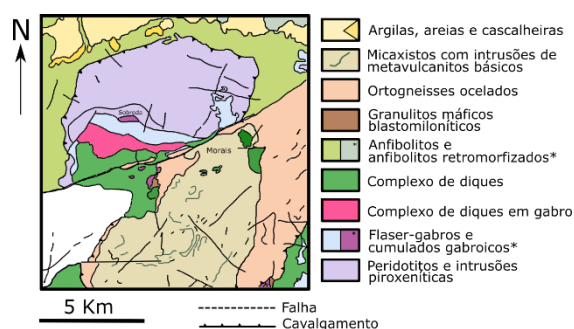 N
Sobreda
Morais
5 Km
Argilas, areias e cascalheiras
Micaxistos com intrusões de
metavulcanitos básicos
Ortogneisses ocelados
Granulitos máficos
blastomiloníticos
Anfibolitos e
anfibolitos retromorfizados*
Complexo de diques
Complexo de diques em gabro
Flaser-gabros e
cumulados gabroicos*
Peridotitos e intrusões
piroxeníticas
Falha
Cavalgamento